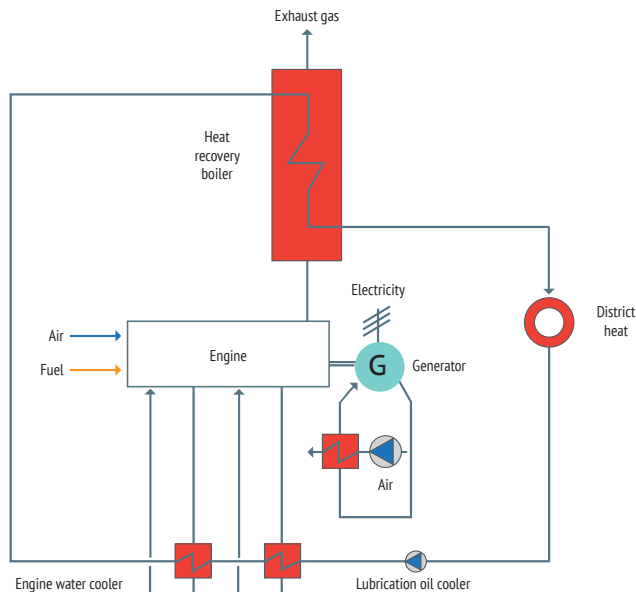 Exhaust gas
Heat
recovery
boiler
Electricity
District
heat
Air
Engine
Fuel
G
Generator
Air
Engine water cooler
Lubrication oil cooler